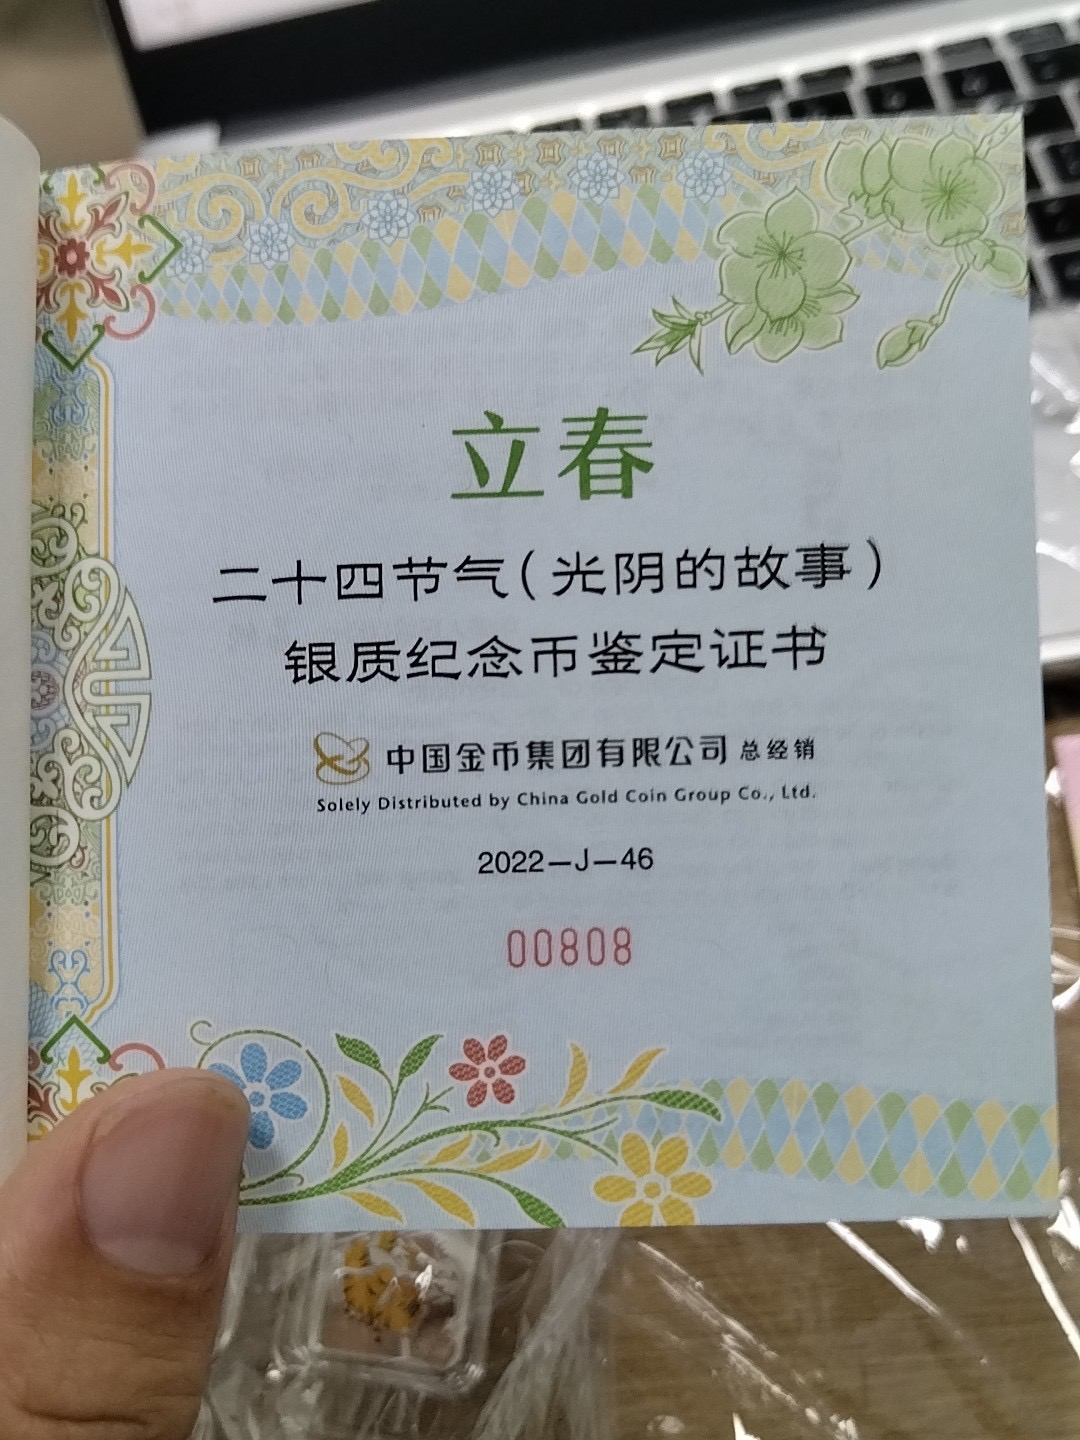 立春
二十四节气(光阴的故事)
银质纪念币鉴定证书
中国金币集团有限公司 总经销
Solely Distributed by China Gold Coin Group Co., Ltd.
2022—J—46
00808